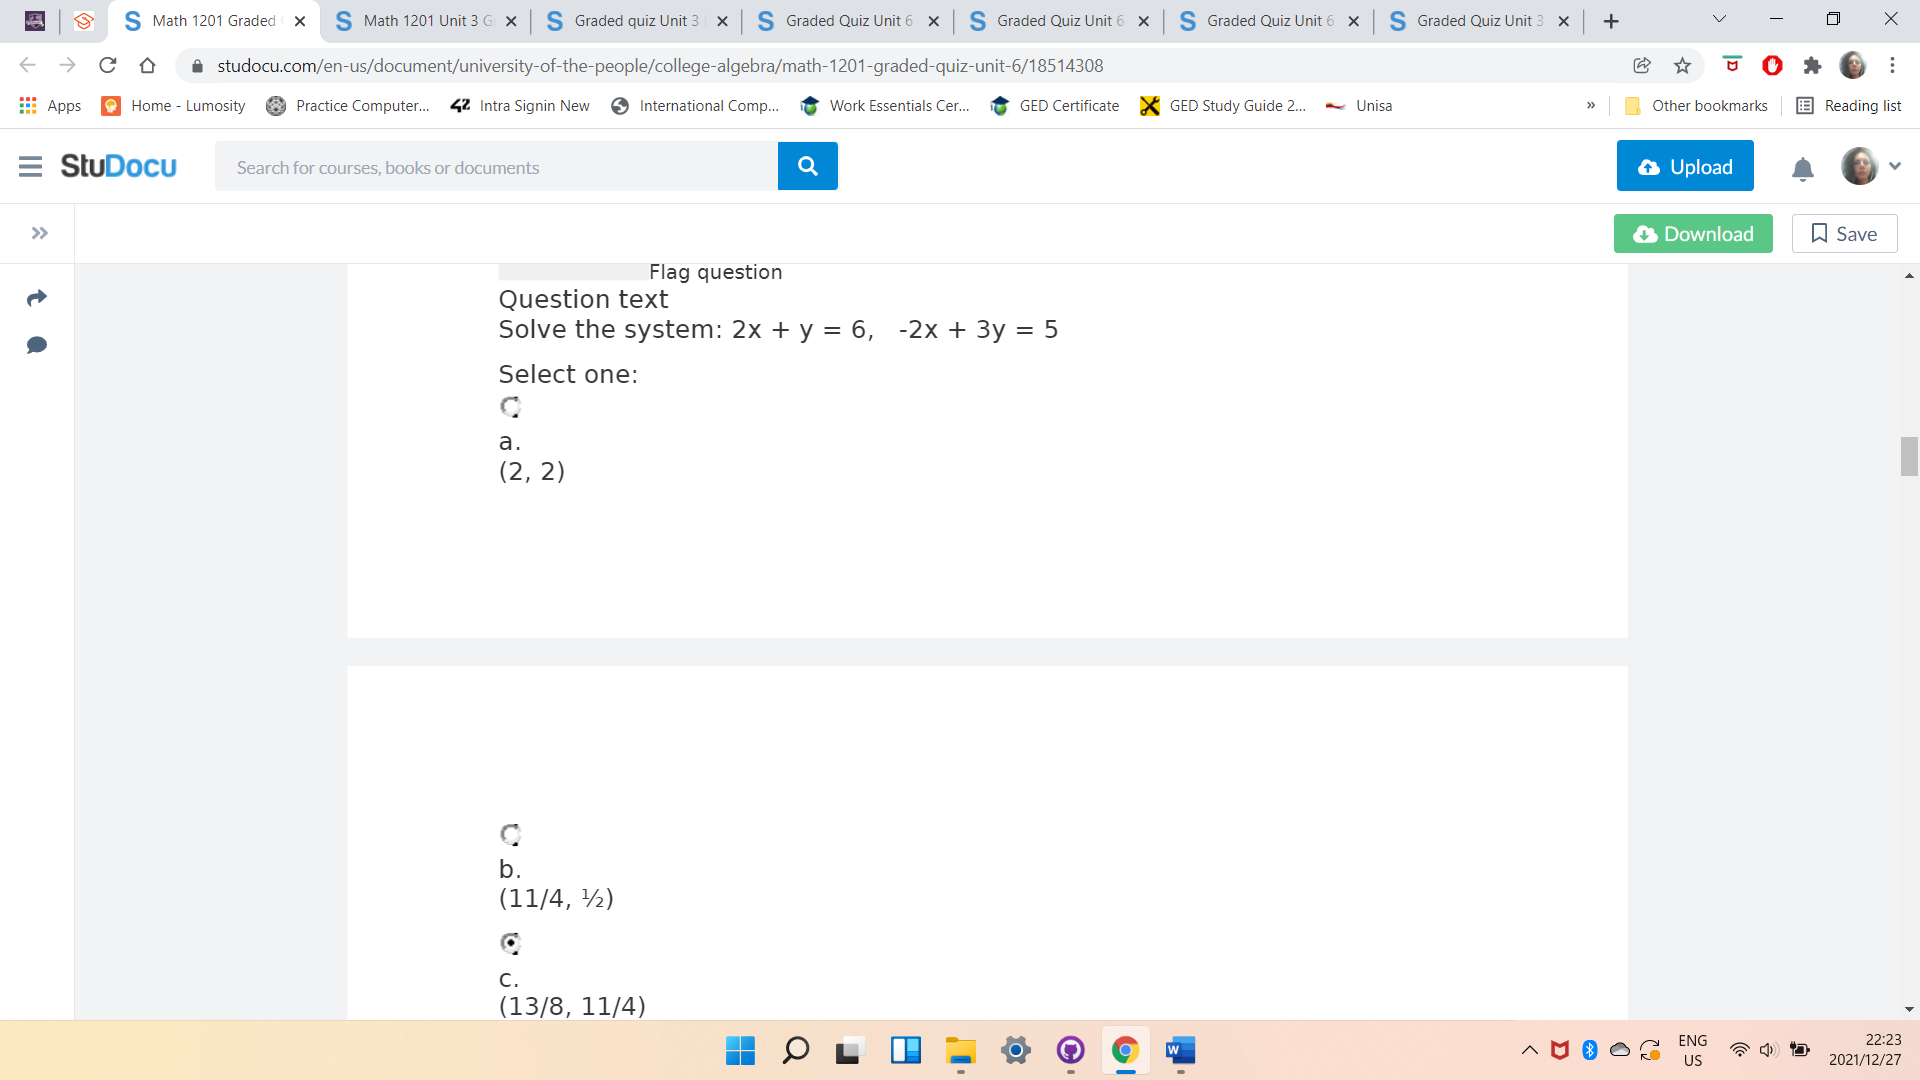 Math 1201 Graded
Math 1201 Unit 3 G
Graded quiz Unit 3
Graded Quiz Unit 6
Graded Quiz Unit 6
Graded Quiz Unit 6
Graded Quiz Unit 3
studocu.com/en-us/document/university-of-the-people/college-algebra/math-1201-graded-quiz-unit-6/18514308
Apps
Home - Lumosity
Practice Computer...
Intra Signin New
International Comp...
Work Essentials Cer...
GED Certificate
GED Study Guide 2...
Unisa
»
Other bookmarks
Reading list
StuDocu
Search for courses, books or documents
Upload
Download
Save
Flag question
Question text
Solve the system: 2x + y = 6, -2x + 3y = 5
Select one:
a.
(2, 2)
b.
(11/4, ½)
c.
(13/8, 11/4)
ENG
US
22:23
2021/12/27